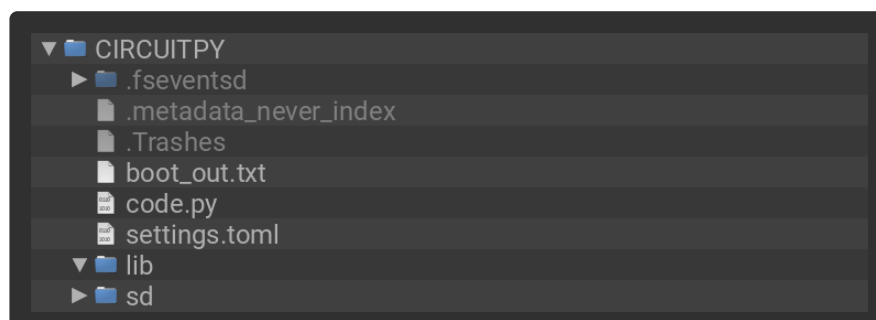 CIRCUITPY
.fseventsd
.metadata_never_index
.Trashes
boot_out.txt
code.py
settings.toml
lib
sd